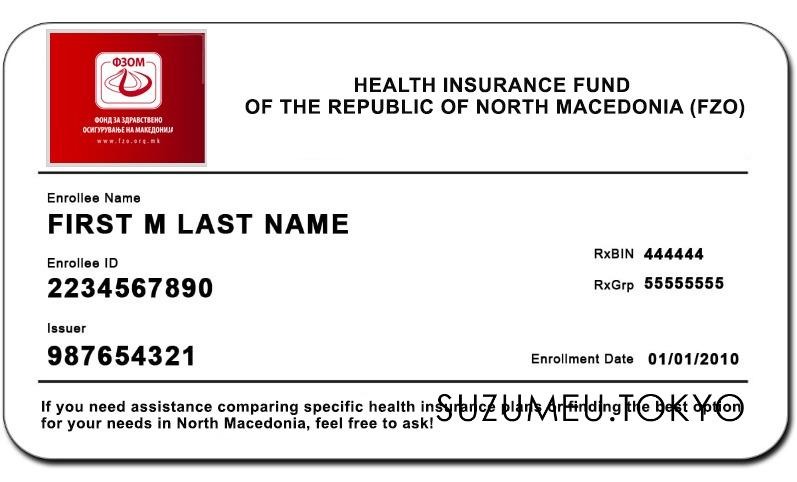 ФЗОМ
ФОНД ЗА ЗДРАВСТВЕНО
ОСИГУРУВАЊЕ НА МАКЕДОНИЈА
www.fzo.org.mk
HEALTH INSURANCE FUND
OF THE REPUBLIC OF NORTH MACEDONIA (FZO)
Enrollee Name
FIRST M LAST NAME
Enrollee ID
2234567890
RxBIN 444444
RxGrp 55555555
Issuer
987654321
Enrollment Date 01/01/2010
If you need assistance comparing specific health insurance plans or finding the best option
for your needs in North Macedonia, feel free to ask!
SUZUMEU.TOKYO